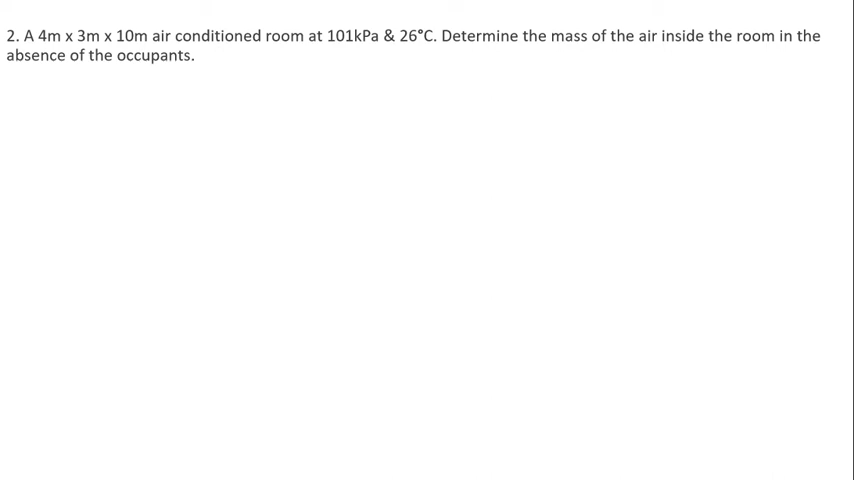 2. A 4m x 3m x 10m air conditioned room at 101kPa & 26°C. Determine the mass of the air inside the room in the
absence of the occupants.